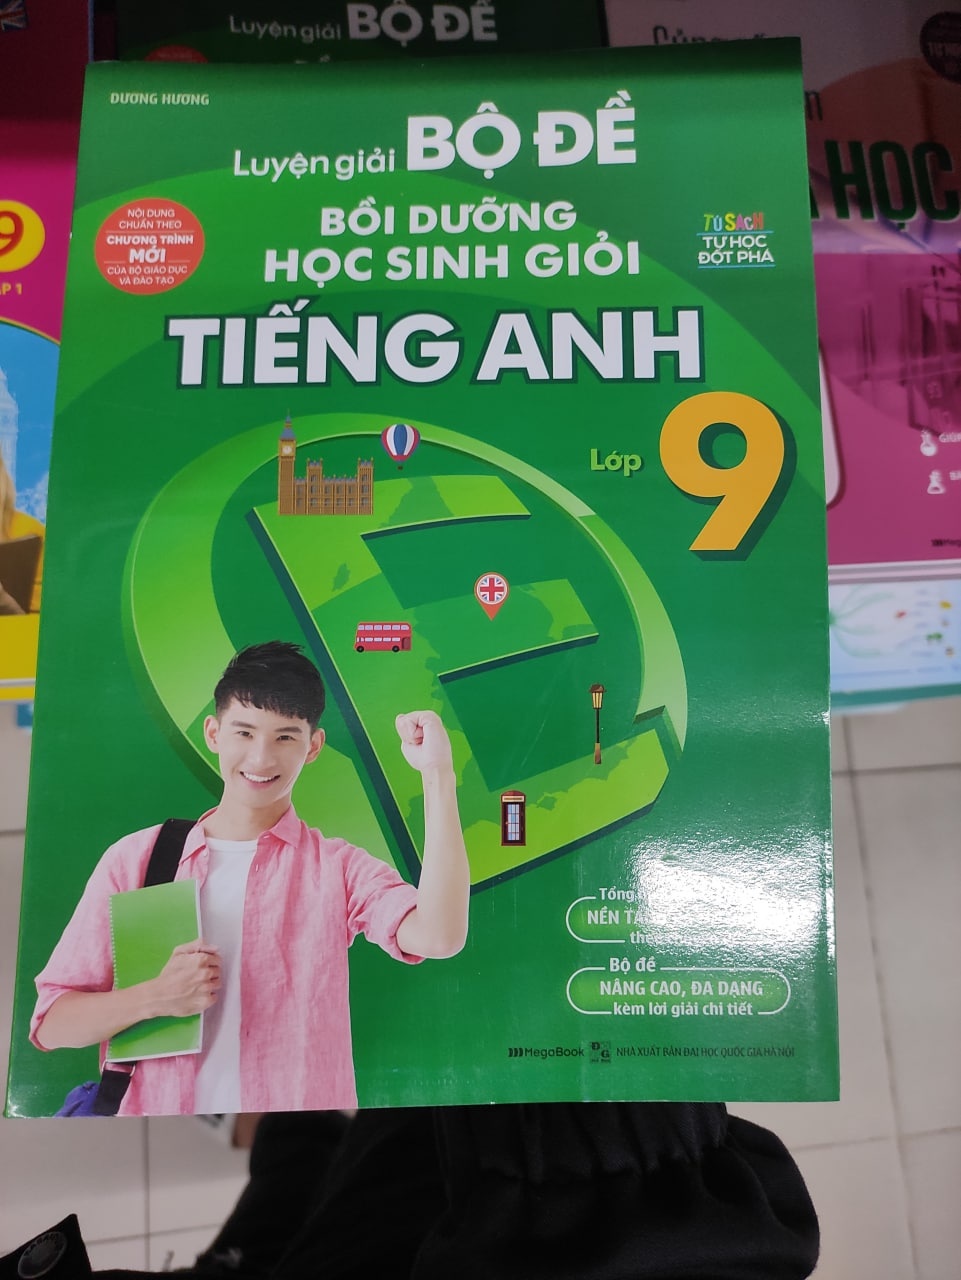 Luyện giải BỘ ĐỀ
DƯƠNG HƯƠNG
Luyện giải BỘ ĐỀ
BỒI DƯỠNG
HỌC SINH GIỎI
TIẾNG ANH
Lớp 9
NỘI DUNG
CHUẨN THEO
CHƯƠNG TRÌNH
MỚI
CỦA BỘ GIÁO DỤC
VÀ ĐÀO TẠO
TỦ SÁCH
TỰ HỌC
ĐỘT PHÁ
HỌC
9
Tổng
NỀN
Bộ đề
NÂNG CAO, ĐA DẠNG
kèm lời giải chi tiết
MegaBook
NHÀ XUẤT BẢN ĐẠI HỌC QUỐC GIA HÀ NỘI